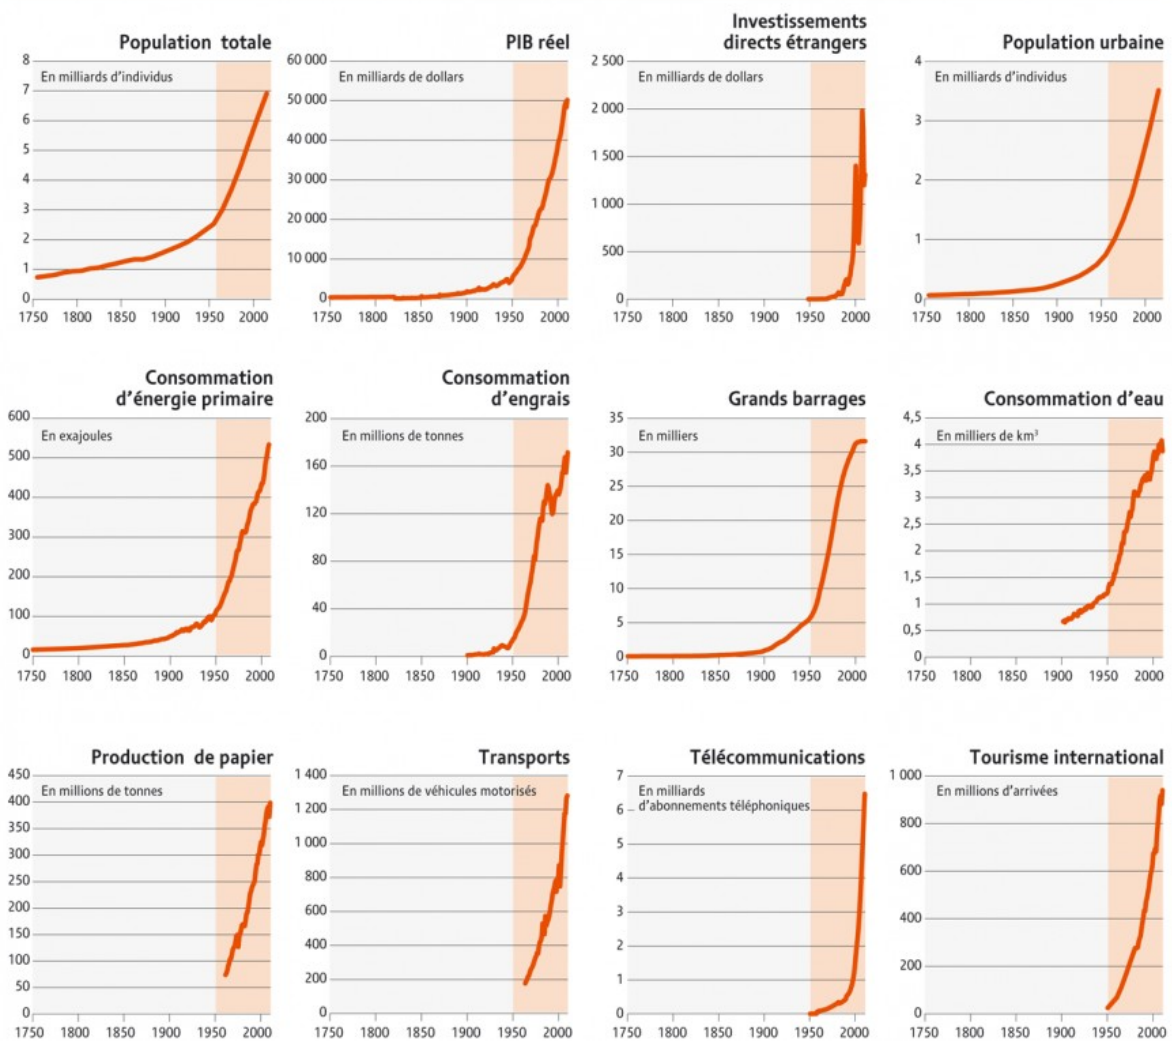 Population totale
En milliards d'individus
8
7
6
5
4
3
2
1
0
1750 1800 1850 1900 1950 2000
PIB réel
En milliards de dollars
60 000
50 000
40 000
30 000
20 000
10 000
0
1750 1800 1850 1900 1950 2000
Investissements
directs étrangers
En milliards de dollars
2 500
2 000
1 500
1 000
500
0
1750 1800 1850 1900 1950 2000
Population urbaine
En milliards d'individus
4
3
2
1
0
1750 1800 1850 1900 1950 2000
Consommation
d'énergie primaire
En exajoules
600
500
400
300
200
100
0
1750 1800 1850 1900 1950 2000
Consommation
d'engrais
En millions de tonnes
200
160
120
80
40
0
1750 1800 1850 1900 1950 2000
Grands barrages
En milliers
35
30
25
20
15
10
5
0
1750 1800 1850 1900 1950 2000
Consommation d'eau
En milliers de km³
4,5
4
3,5
3
2,5
2
1,5
1
0,5
0
1750 1800 1850 1900 1950 2000
Production de papier
En millions de tonnes
450
400
350
300
250
200
150
100
50
0
1750 1800 1850 1900 1950 2000
Transports
En millions de véhicules motorisés
1 400
1 200
1 000
800
600
400
200
0
1750 1800 1850 1900 1950 2000
Télécommunications
En milliards
d'abonnements téléphoniques
7
6
5
4
3
2
1
0
1750 1800 1850 1900 1950 2000
Tourisme international
En millions d'arrivées
1 000
800
600
400
200
0
1750 1800 1850 1900 1950 2000